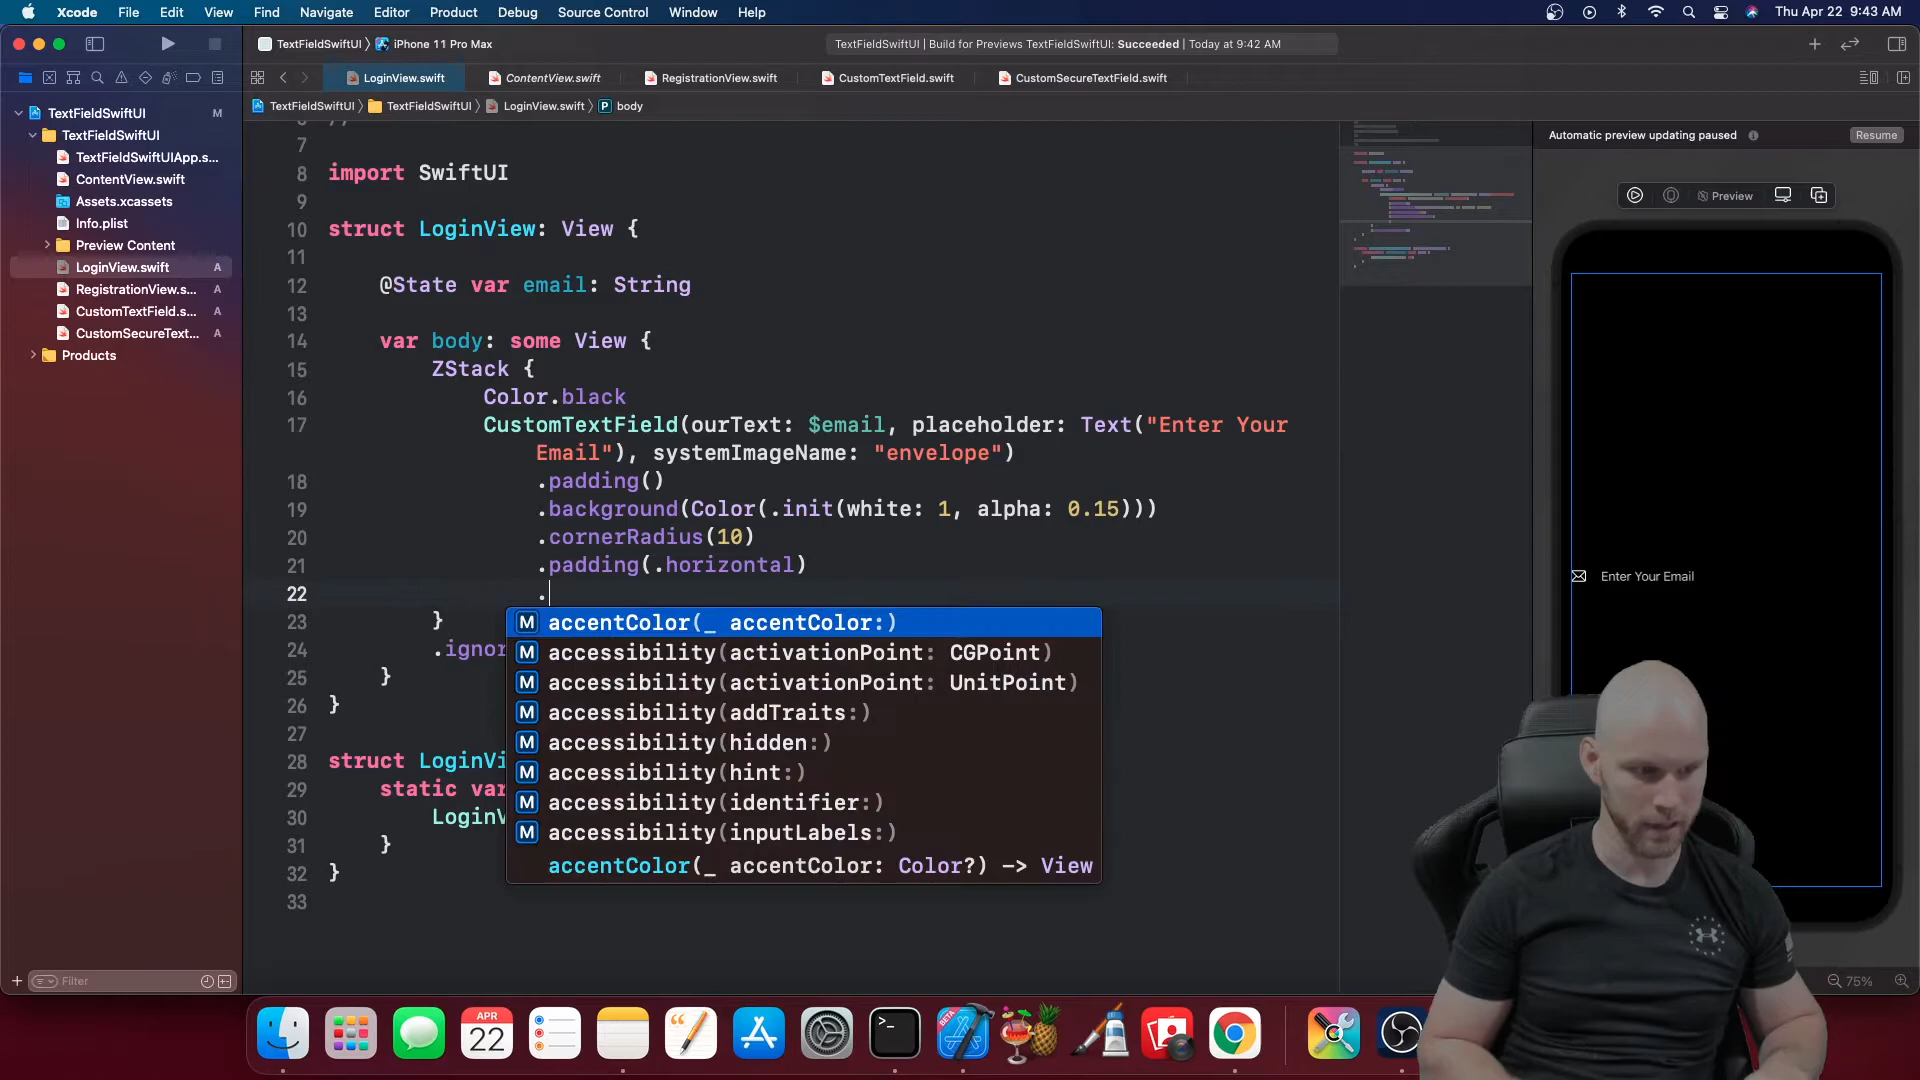 Xcode File Edit View Find Navigate Editor Product Debug Source Control Window Help Thu Apr 22 9:43 AM
TextFieldSwiftUI iPhone 11 Pro Max TextFieldSwiftUI | Build for Previews TextFieldSwiftUI: Succeeded | Today at 9:42 AM
LoginView.swift ContentView.swift RegistrationView.swift CustomTextField.swift CustomSecureTextField.swift
TextFieldSwiftUI TextFieldSwiftUI LoginView.swift P body
TextFieldSwiftUI M
TextFieldSwiftUI
TextFieldSwiftUIApp.s...
ContentView.swift
Assets.xcassets
Info.plist
Preview Content
LoginView.swift A
RegistrationView.s... A
CustomTextField.s... A
CustomSecureText... A
Products
Filter
7
8 import SwiftUI
9
10 struct LoginView: View {
11
12 @State var email: String
13
14 var body: some View {
15 ZStack {
16 Color.black
17 CustomTextField(ourText: $email, placeholder: Text("Enter Your
Email"), systemImageName: "envelope")
18 .padding()
19 .background(Color(.init(white: 1, alpha: 0.15)))
20 .cornerRadius(10)
21 .padding(.horizontal)
22 .
23 }
24 .ignor
25 }
26 }
27
28 struct LoginVi
29 static var
30 LoginV
31 }
32 }
33
M accentColor(_ accentColor:)
M accessibility(activationPoint: CGPoint)
M accessibility(activationPoint: UnitPoint)
M accessibility(addTraits:)
M accessibility(hidden:)
M accessibility(hint:)
M accessibility(identifier:)
M accessibility(inputLabels:)
accentColor(_ accentColor: Color?) -> View
Automatic preview updating paused Resume
Preview
Enter Your Email
75%
APR
22
BETA